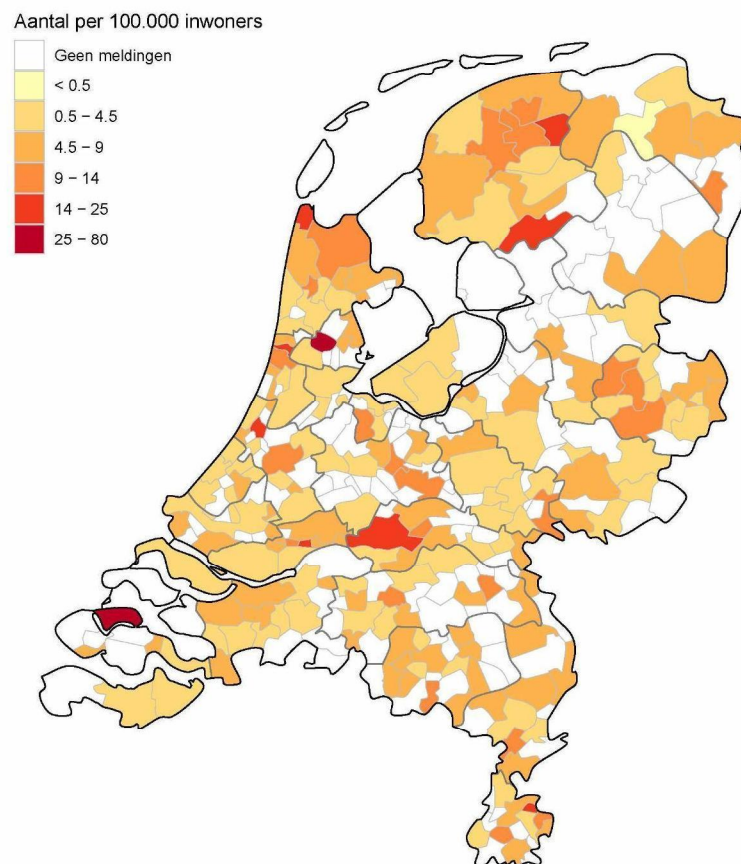 Aantal per 100.000 inwoners
Geen meldingen
< 0.5
0.5 − 4.5
4.5 − 9
9 − 14
14 − 25
25 − 80